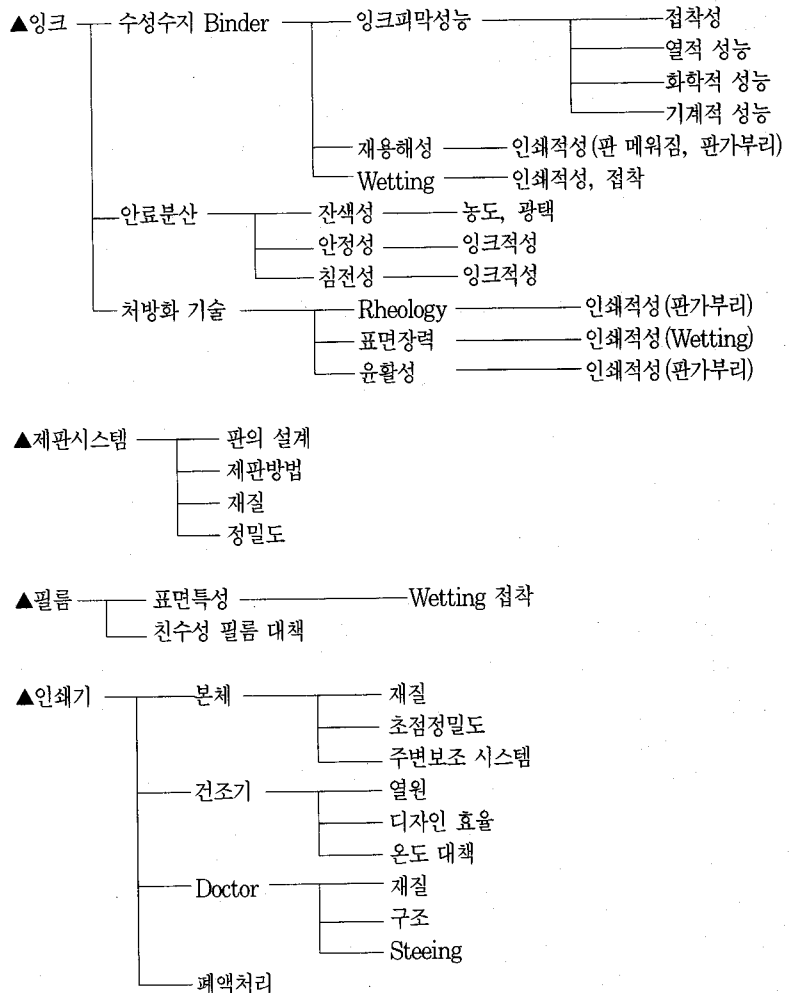 ▲잉크 수성수지 Binder 잉크피막성능 접착성
열적 성능
화학적 성능
기계적 성능
재용해성 인쇄적성(판 메워짐, 판가부리)
Wetting 인쇄적성, 접착
안료분산 잔색성 농도, 광택
안정성 잉크적성
침전성 잉크적성
처방화 기술 Rheology 인쇄적성(판가부리)
표면장력 인쇄적성(Wetting)
윤활성 인쇄적성(판가부리)
▲제판시스템 판의 설계
제판방법
재질
정밀도
▲필름 표면특성 Wetting 접착
친수성 필름 대책
▲인쇄기 본체 재질
초점정밀도
주변보조 시스템
건조기 열원
디자인 효율
온도 대책
Doctor 재질
구조
Steeing
폐액처리